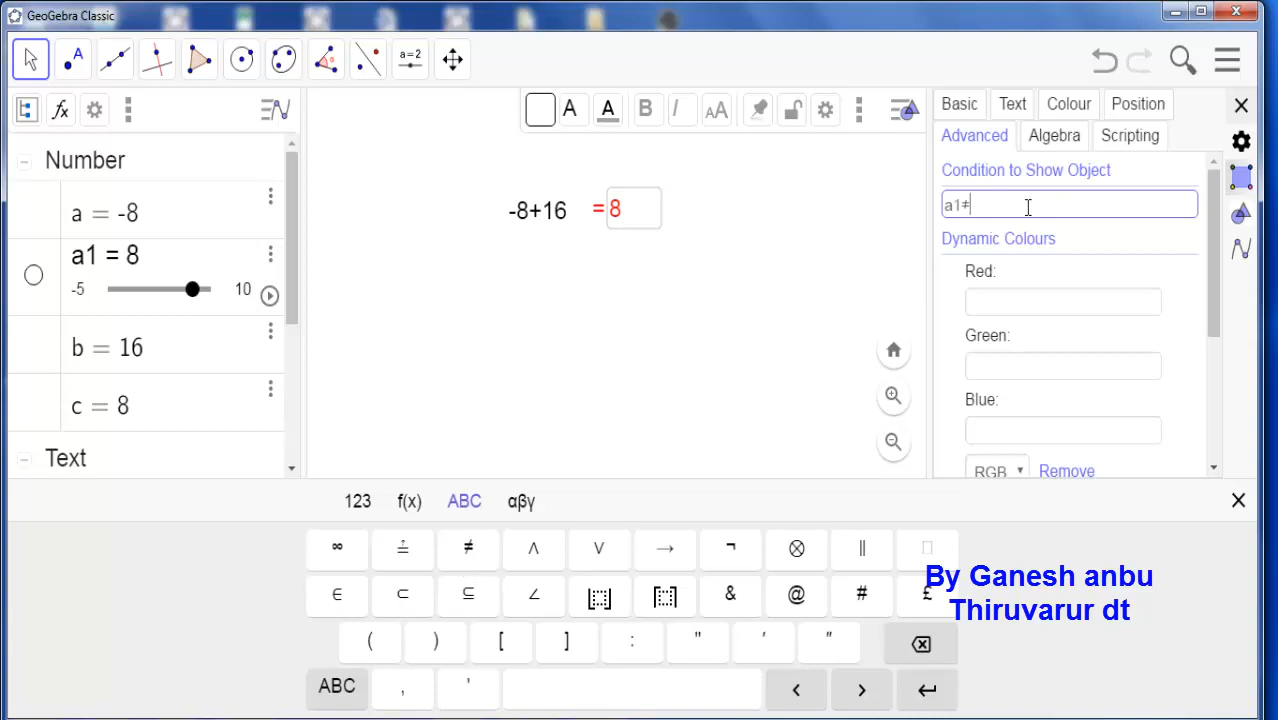 GeoGebra Classic
A
a=2
fx
A A B I AA
Number
a = -8
a1 = 8
-5 10
b = 16
c = 8
Text
-8+16 = 8
Basic Text Colour Position
Advanced Algebra Scripting
Condition to Show Object
a1≠
Dynamic Colours
Red:
Green:
Blue:
RGB Remove
123 f(x) ABC αβγ
∞ ≟ ≠ ∧ ∨ → ¬ ⊗ ∥
∈ ⊂ ⊆ ∠ & @ # £
( ) [ ] : " ′ ″
ABC , '
By Ganesh anbu
Thiruvarur dt